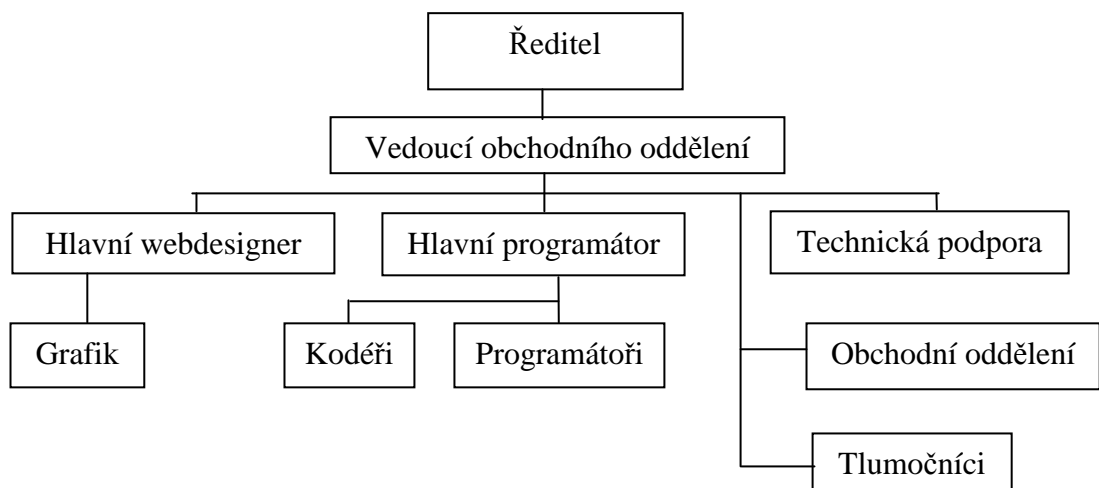 Ředitel
Vedoucí obchodního oddělení
Hlavní webdesigner
Hlavní programátor
Technická podpora
Grafik
Kodéři
Programátoři
Obchodní oddělení
Tlumočníci